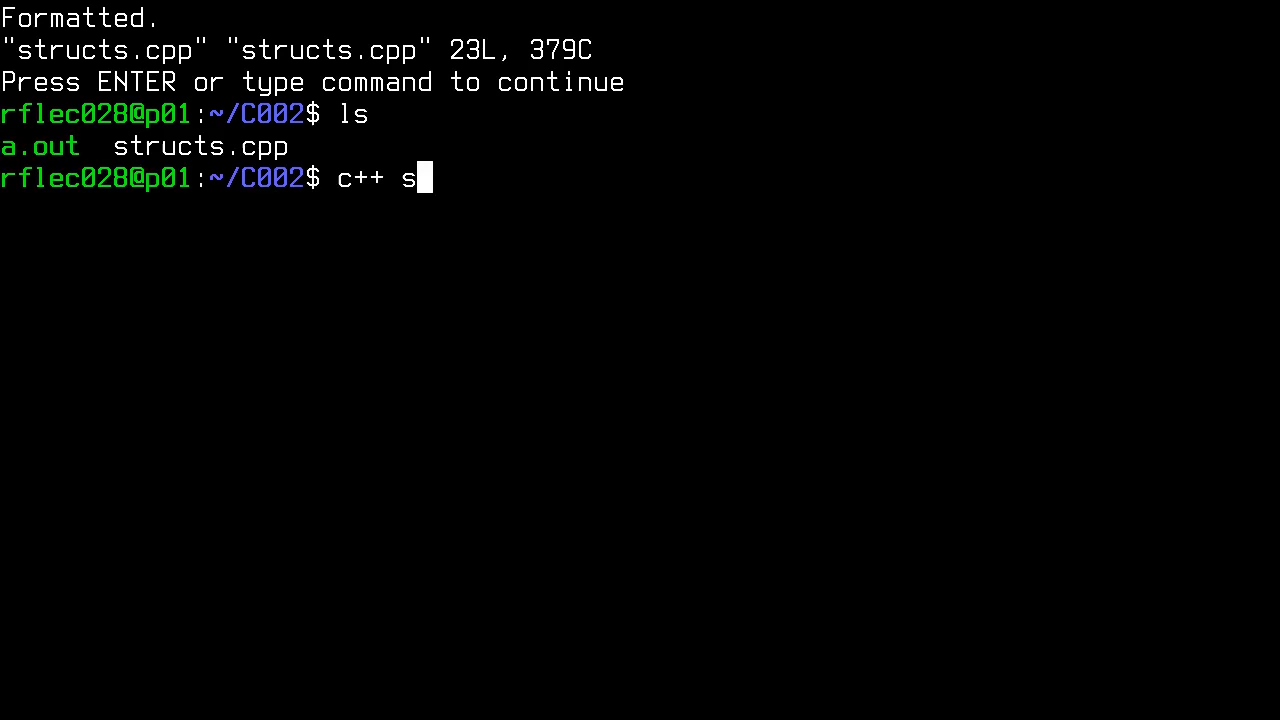 Formatted.
"structs.cpp" "structs.cpp" 23L, 379C
Press ENTER or type command to continue
rflec028@p01:~/C002$ ls
a.out  structs.cpp
rflec028@p01:~/C002$ c++ s